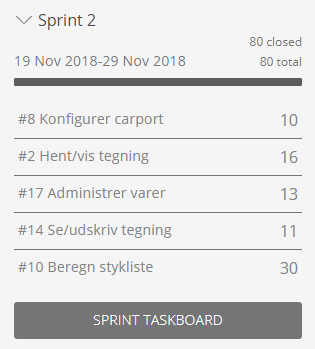 Sprint 2
80 closed
19 Nov 2018-29 Nov 2018
80 total
#8 Konfigurer carport 10
#2 Hent/vis tegning 16
#17 Administrer varer 13
#14 Se/udskriv tegning 11
#10 Beregn stykliste 30
SPRINT TASKBOARD